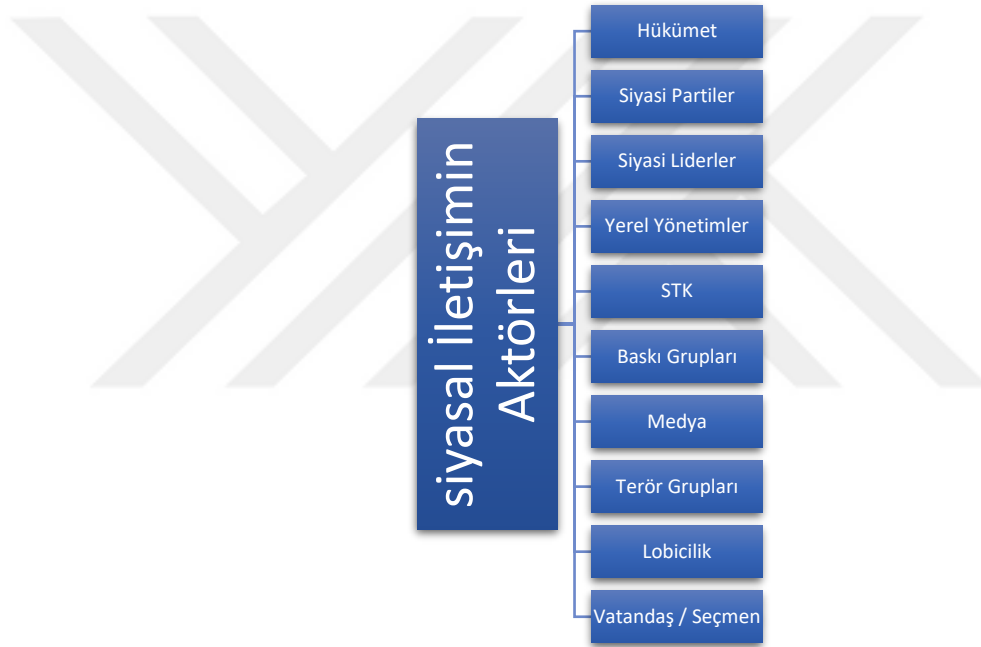 siyasal İletişimin
Aktörleri
Hükümet
Siyasi Partiler
Siyasi Liderler
Yerel Yönetimler
STK
Baskı Grupları
Medya
Terör Grupları
Lobicilik
Vatandaş / Seçmen